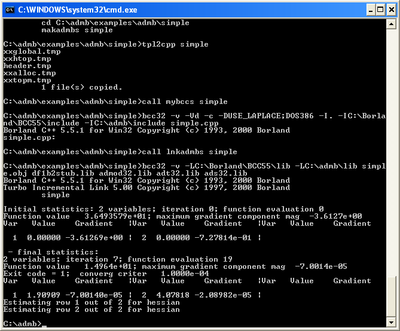 C:\WINDOWS\system32\cmd.exe
cd C:\admb\examples\admb\simple
makadmbs simple
C:\admb\examples\admb\simple>tpl2cpp simple
xxglobal.tmp
xxhtop.tmp
header.tmp
xxalloc.tmp
xxtopm.tmp
1 file(s) copied.
C:\admb\examples\admb\simple>call mybccs simple
C:\admb\examples\admb\simple>bcc32 -v -Vd -c -DUSE_LAPLACE;DOS386 -I. -IC:\Borla
nd\BCC55\include -IC:\admb\include simple.cpp
Borland C++ 5.5.1 for Win32 Copyright (c) 1993, 2000 Borland
simple.cpp:
C:\admb\examples\admb\simple>call lnkadmbs simple
C:\admb\examples\admb\simple>bcc32 -v -LC:\Borland\BCC55\lib -LC:\admb\lib simpl
e.obj df1b2stub.lib admod32.lib adt32.lib ads32.lib
Borland C++ 5.5.1 for Win32 Copyright (c) 1993, 2000 Borland
Turbo Incremental Link 5.00 Copyright (c) 1997, 2000 Borland
simple
Initial statistics: 2 variables; iteration 0; function evaluation 0
Function value 3.6493579e+01; maximum gradient component mag -3.6127e+00
Var Value Gradient |Var Value Gradient |Var Value Gradient
1 0.00000 -3.61269e+00 | 2 0.00000 -7.27814e-01 |
- final statistics:
2 variables; iteration 7; function evaluation 19
Function value 1.4964e+01; maximum gradient component mag -7.0014e-05
Exit code = 1; converg criter 1.0000e-04
Var Value Gradient |Var Value Gradient |Var Value Gradient
1 1.90909 -7.00140e-05 | 2 4.07818 -2.08982e-05 |
Estimating row 1 out of 2 for hessian
Estimating row 2 out of 2 for hessian
C:\admb>